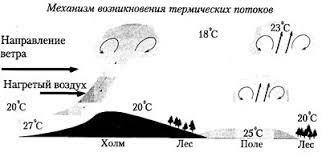 Механизм возникновения термических потоков
Направление
ветра
18°C
23°C
Нагретый воздух
20°C
27°C
20°C
25°C
20°C
Холм
Лес
Поле
Лес